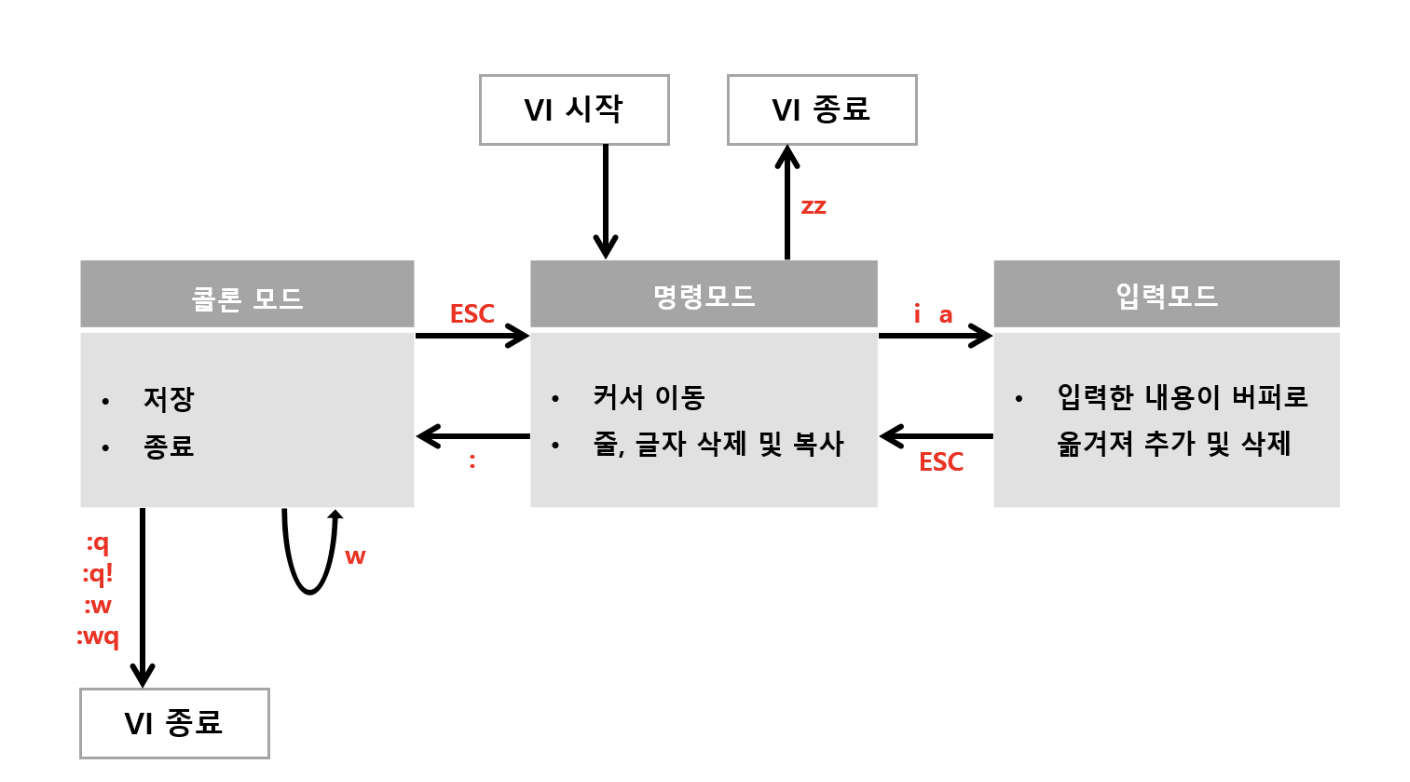 VI 시작
VI 종료
zz
콜론 모드
ESC
명령모드
i a
입력모드
• 저장
• 종료
:
• 커서 이동
• 줄, 글자 삭제 및 복사
ESC
• 입력한 내용이 버퍼로
옮겨져 추가 및 삭제
:q
:q!
:w
:wq
w
VI 종료